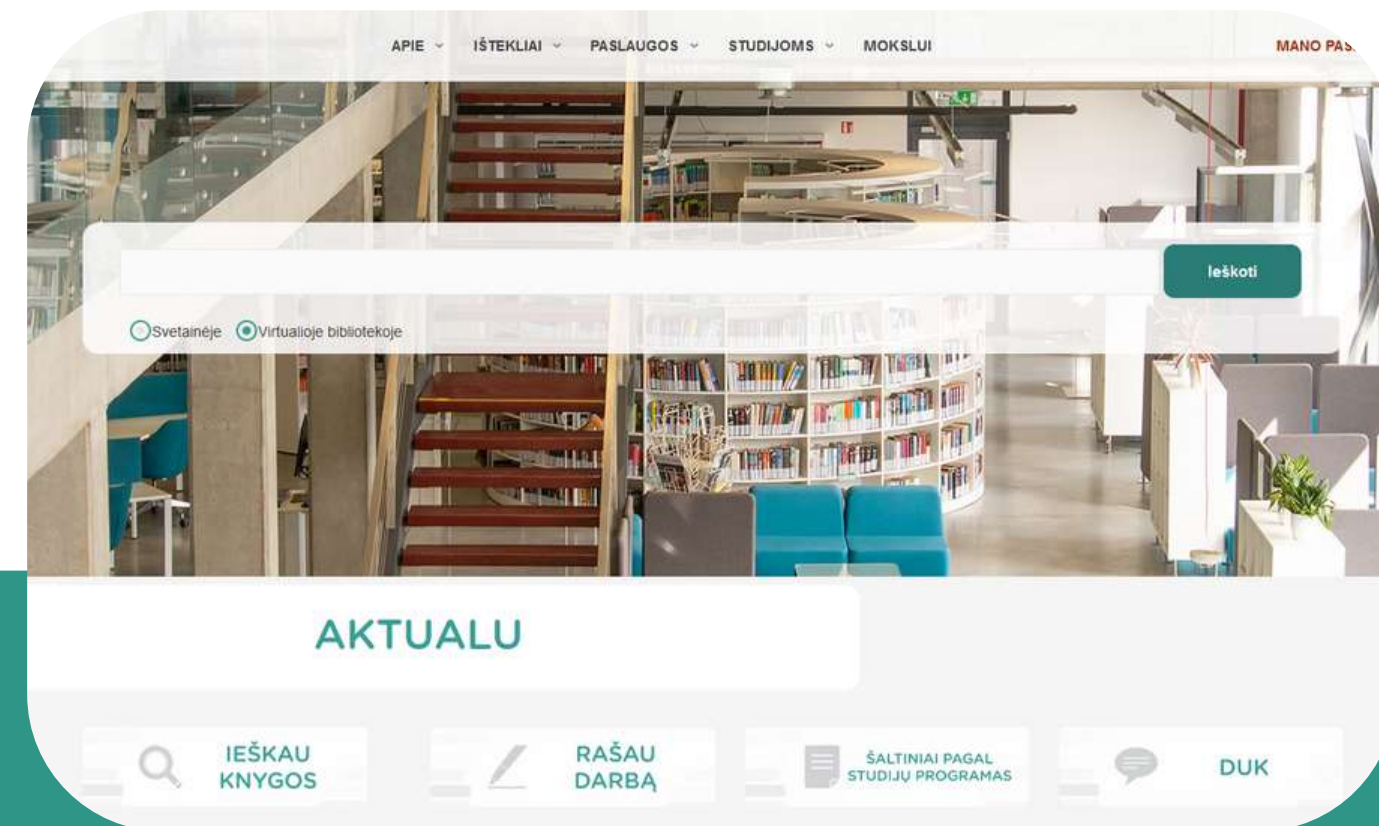 APIE IŠTEKLIAI PASLAUGOS STUDIJOMS MOKSLUI MANO
Ieškoti
Svetainėje Virtualioje bibliotekoje
AKTUALU
IEŠKAU
KNYGOS
RAŠAU
DARBĄ
ŠALTINIAI PAGAL
STUDIJŲ PROGRAMAS
DUK